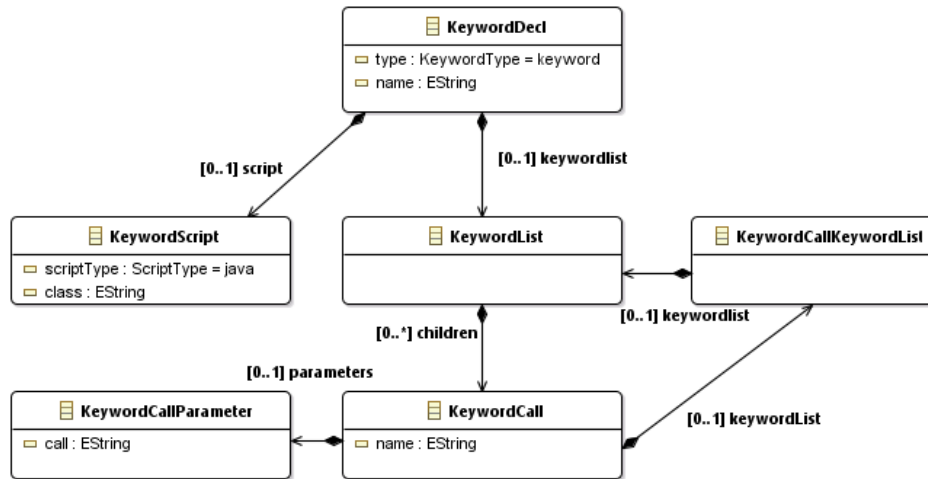 KeywordDecl
type : KeywordType = keyword
name : EString
[0..1] script
[0..1] keywordlist
KeywordScript
scriptType : ScriptType = java
class : EString
KeywordList
KeywordCallKeywordList
[0..1] keywordlist
[0..*] children
[0..1] parameters
KeywordCallParameter
call : EString
KeywordCall
name : EString
[0..1] keywordList